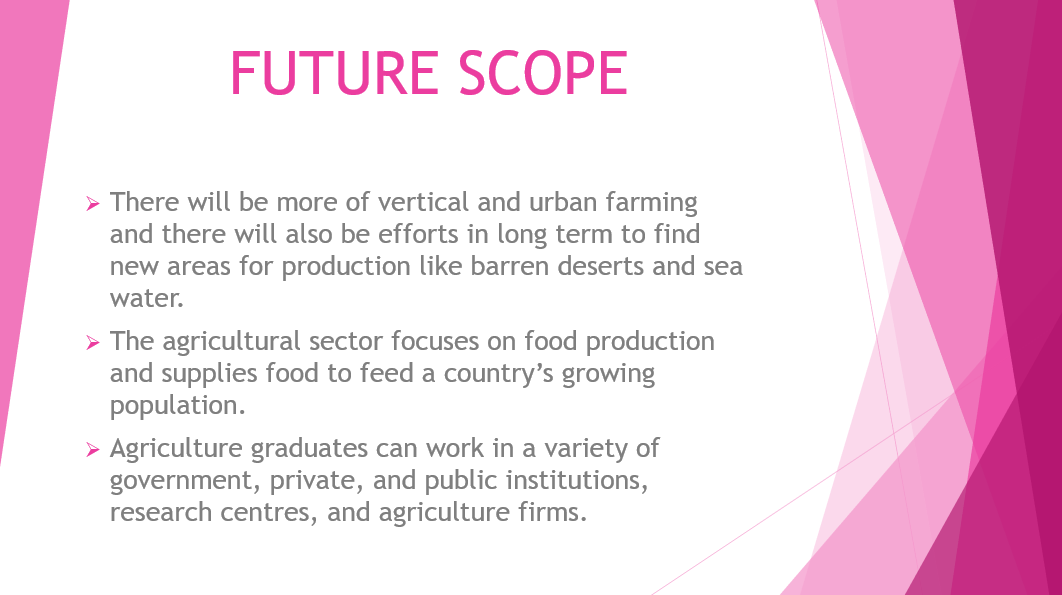 FUTURE SCOPE
There will be more of vertical and urban farming
and there will also be efforts in long term to find
new areas for production like barren deserts and sea
water.
The agricultural sector focuses on food production
and supplies food to feed a country’s growing
population.
Agriculture graduates can work in a variety of
government, private, and public institutions,
research centres, and agriculture firms.